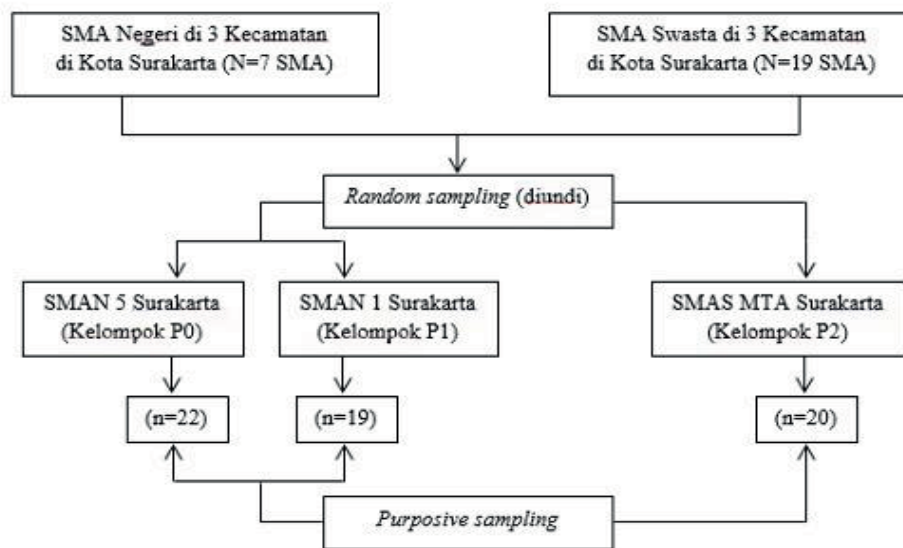 SMA Negeri di 3 Kecamatan
di Kota Surakarta (N=7 SMA)
SMA Swasta di 3 Kecamatan
di Kota Surakarta (N=19 SMA)
Random sampling (diundi)
SMAN 5 Surakarta
(Kelompok P0)
SMAN 1 Surakarta
(Kelompok P1)
SMAS MTA Surakarta
(Kelompok P2)
(n=22)
(n=19)
(n=20)
Purposive sampling